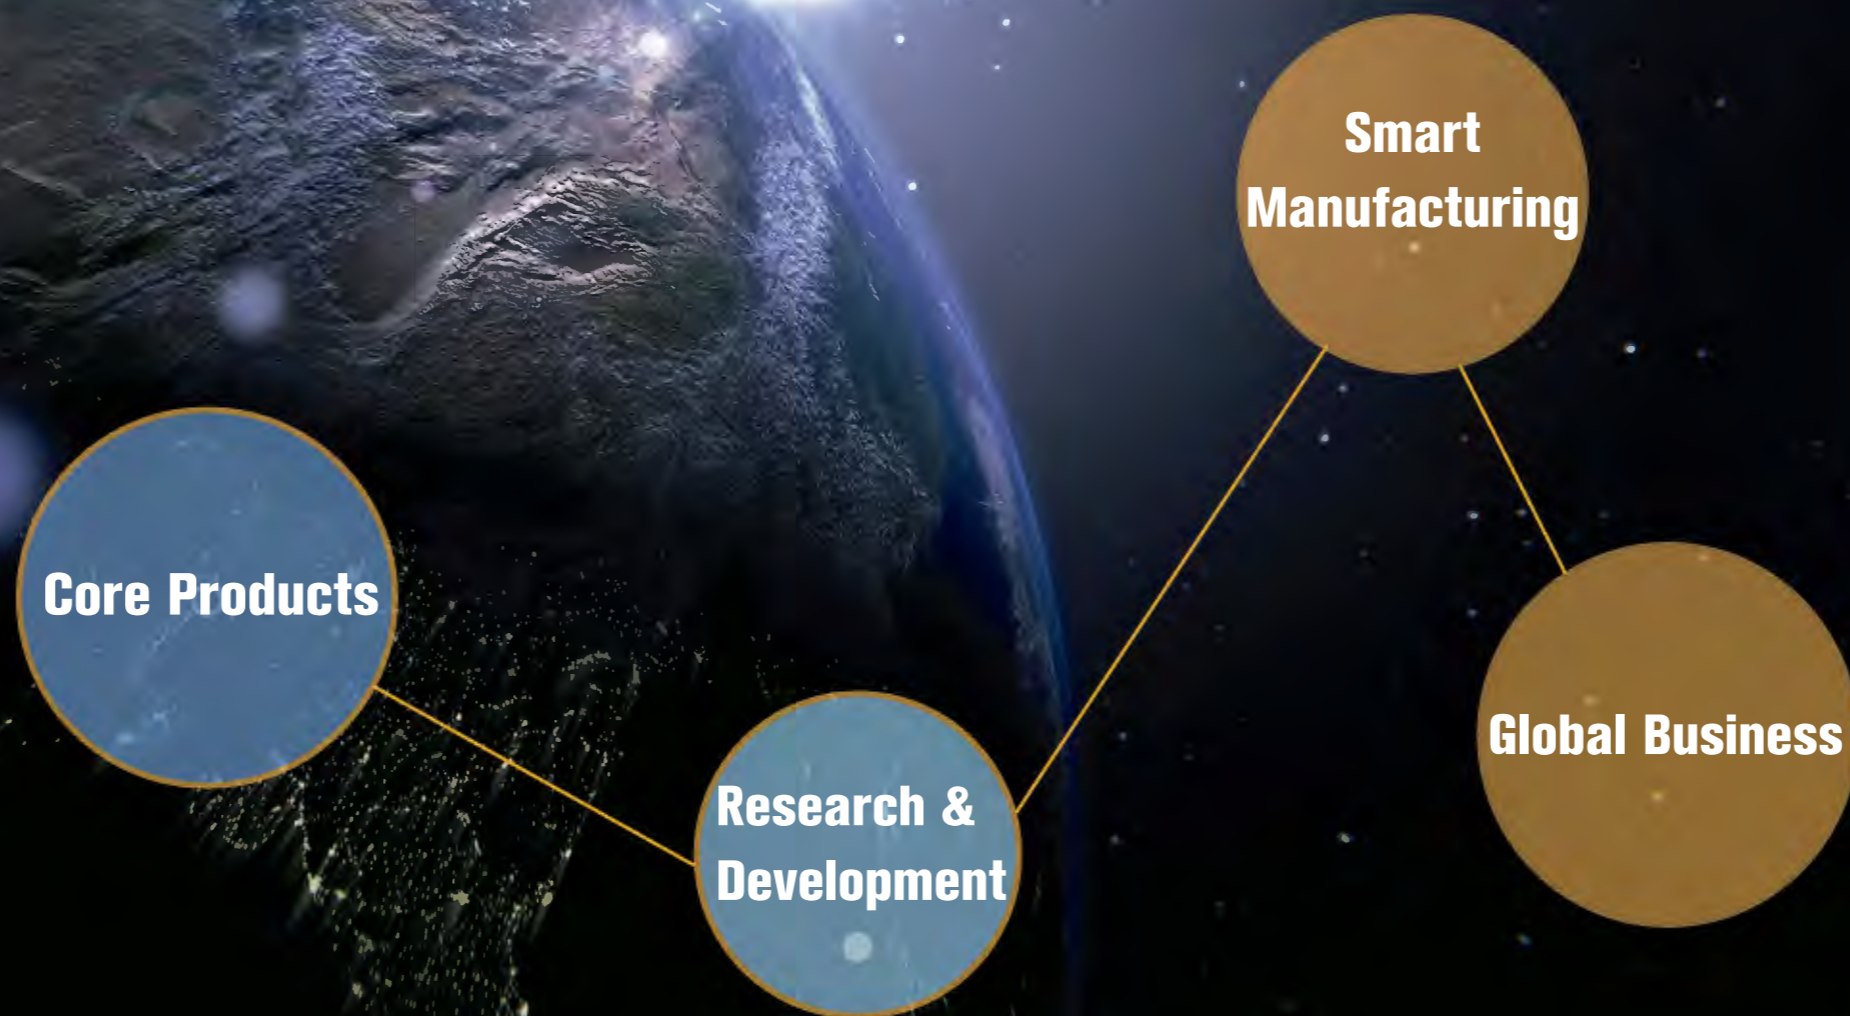 Smart
Manufacturing
Core Products
Global Business
Research &
Development